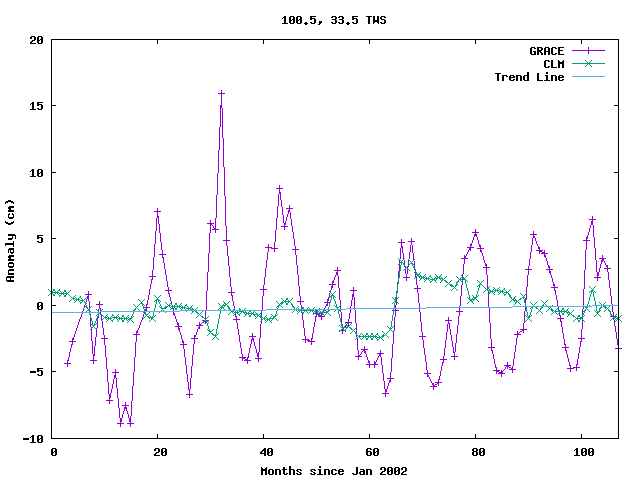 100.5, 33.5 TWS
GRACE
CLM
Trend Line
20
15
10
5
0
-5
-10
Anomaly (cm)
0 20 40 60 80 100
Months since Jan 2002